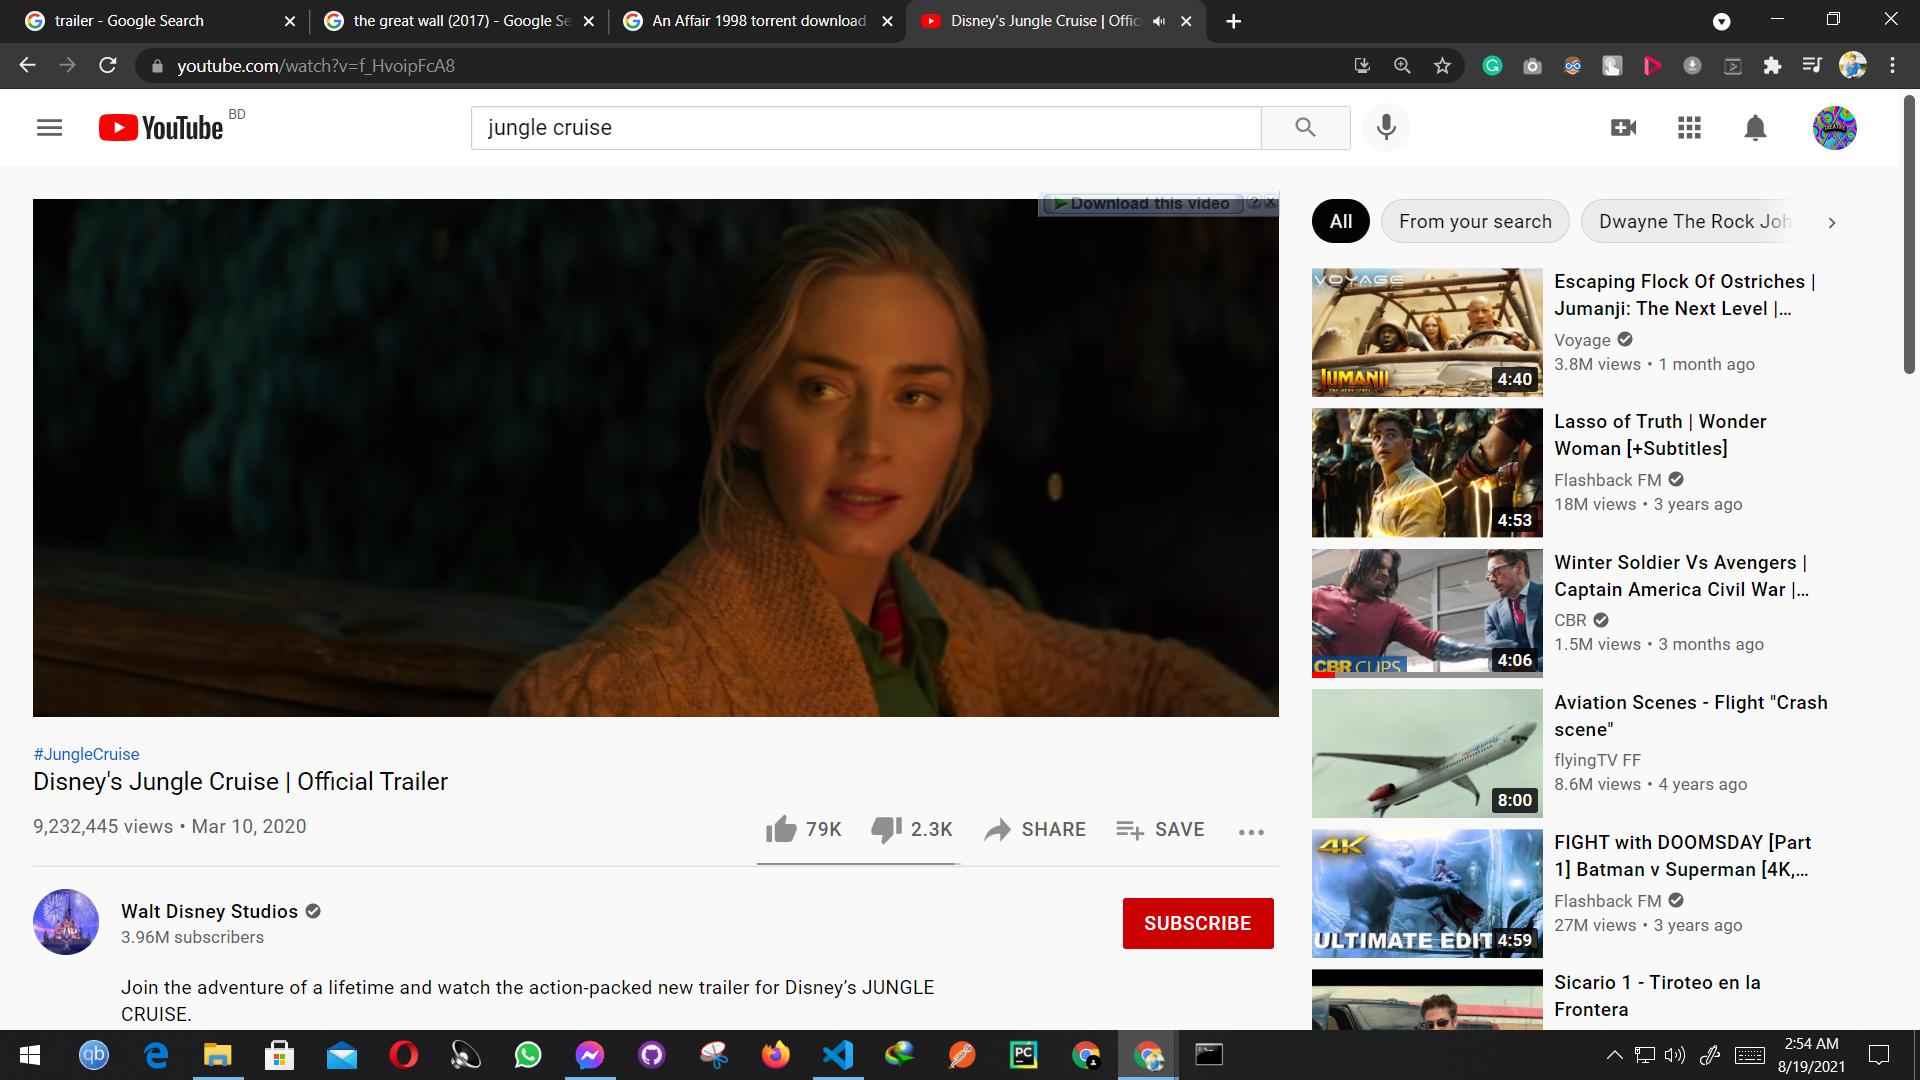 trailer - Google Search
the great wall (2017) - Google Se
An Affair 1998 torrent download
Disney's Jungle Cruise | Offic
youtube.com/watch?v=f_HvoipFcA8
YouTube BD
jungle cruise
Download this video
All
From your search
Dwayne The Rock Joh
VOYAGE
JUMANJI
4:40
Escaping Flock Of Ostriches |
Jumanji: The Next Level |...
Voyage
3.8M views • 1 month ago
4:53
Lasso of Truth | Wonder
Woman [+Subtitles]
Flashback FM
18M views • 3 years ago
CBR CLIPS
4:06
Winter Soldier Vs Avengers |
Captain America Civil War |...
CBR
1.5M views • 3 months ago
8:00
Aviation Scenes - Flight "Crash
scene"
flyingTV FF
8.6M views • 4 years ago
4K
ULTIMATE EDIT
4:59
FIGHT with DOOMSDAY [Part
1] Batman v Superman [4K,...
Flashback FM
27M views • 3 years ago
Sicario 1 - Tiroteo en la
Frontera
#JungleCruise
Disney's Jungle Cruise | Official Trailer
9,232,445 views • Mar 10, 2020
79K
2.3K
SHARE
SAVE
Walt Disney Studios
3.96M subscribers
SUBSCRIBE
Join the adventure of a lifetime and watch the action-packed new trailer for Disney’s JUNGLE
CRUISE.
qb
PC
2:54 AM
8/19/2021